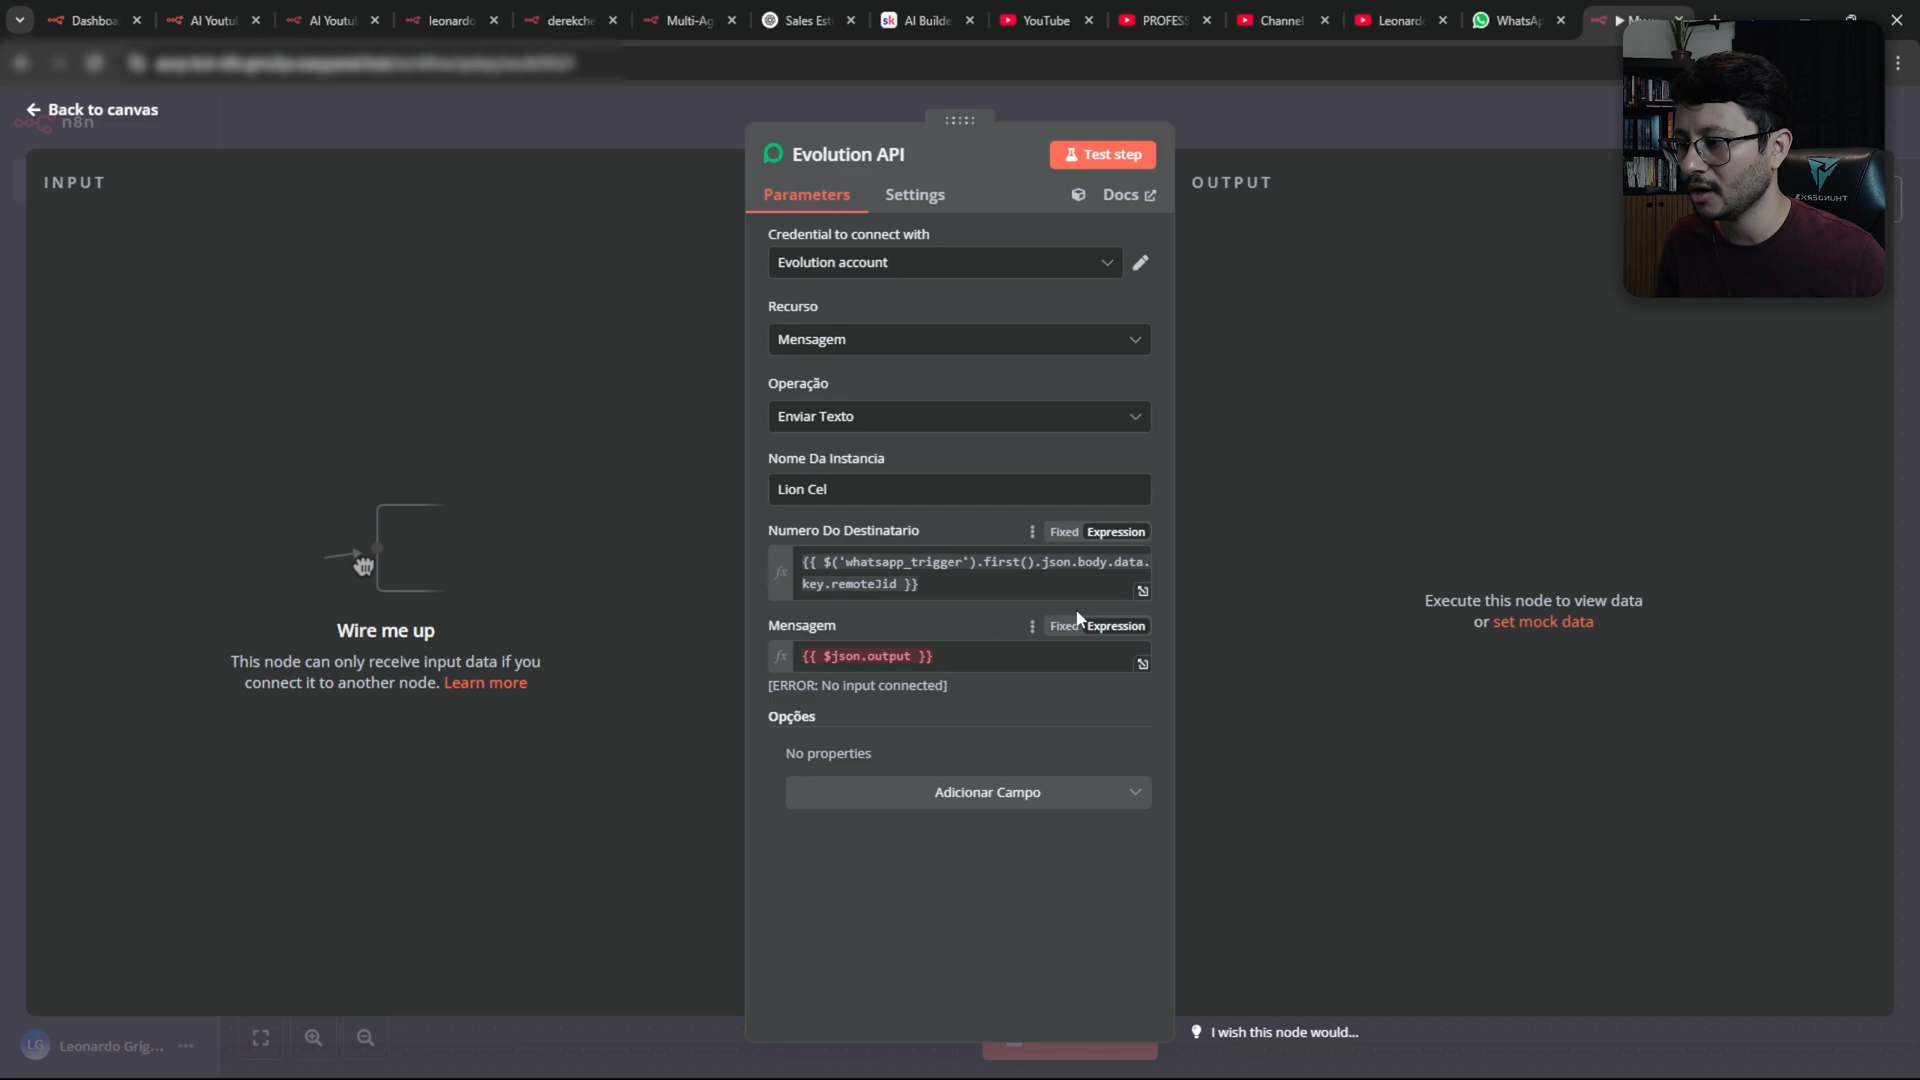 Dashboa
AI Youtu
AI Youtu
leonardo
derekche
Multi-Ag
Sales Esti
AI Builde
YouTube
PROFESS
Channel
Leonardo
WhatsAp
Back to canvas
n8n
INPUT
Evolution API
Test step
OUTPUT
Parameters
Settings
Docs
Credential to connect with
Evolution account
Recurso
Mensagem
Operação
Enviar Texto
Nome Da Instancia
Lion Cel
Numero Do Destinatario
Fixed
Expression
fx
{{ $('whatsapp_trigger').first().json.body.data.
key.remoteJid }}
Mensagem
Fixed
Expression
fx
{{ $json.output }}
[ERROR: No input connected]
Opções
No properties
Adicionar Campo
Wire me up
This node can only receive input data if you
connect it to another node. Learn more
Execute this node to view data
or set mock data
I wish this node would...
LG
Leonardo Grig...